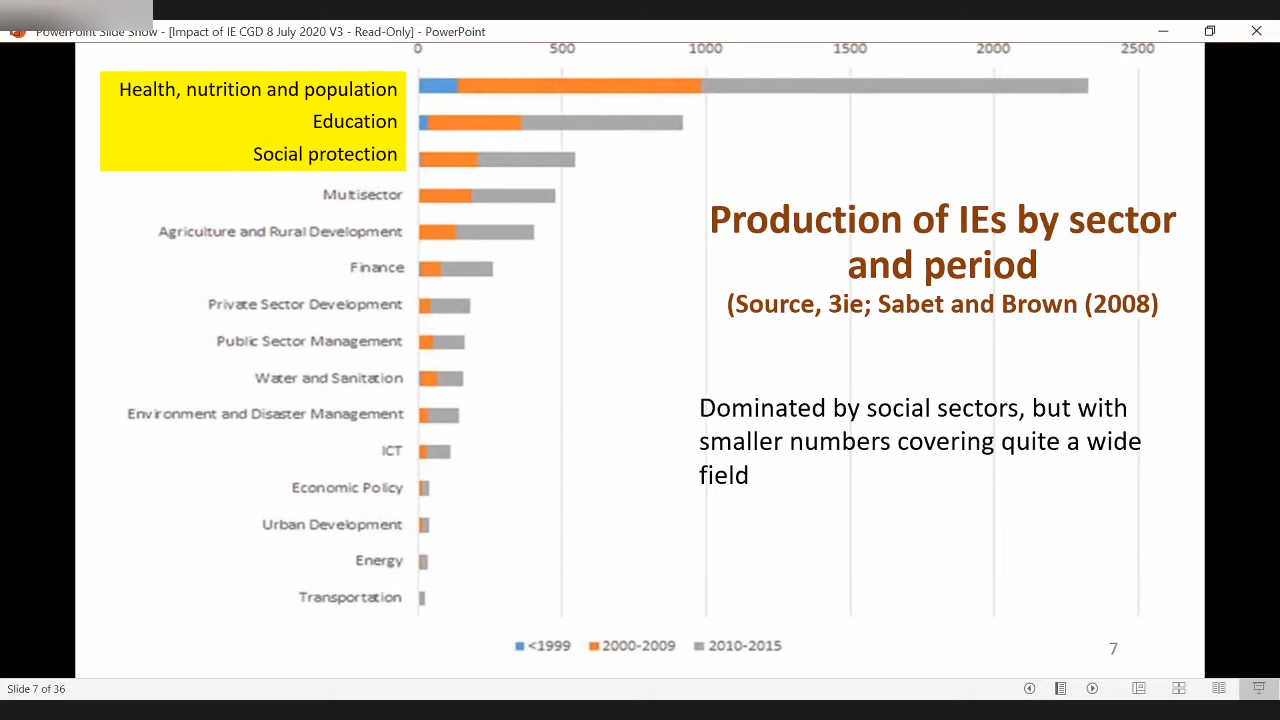 PowerPoint Slide Show - [Impact of IE CGD 8 July 2020 V3 - Read-Only] - PowerPoint
0 500 1000 1500 2000 2500
Health, nutrition and population
Education
Social protection
Multisector
Agriculture and Rural Development
Finance
Private Sector Development
Public Sector Management
Water and Sanitation
Environment and Disaster Management
ICT
Economic Policy
Urban Development
Energy
Transportation
Production of IEs by sector
and period
(Source, 3ie; Sabet and Brown (2008)
Dominated by social sectors, but with
smaller numbers covering quite a wide
field
<1999 2000-2009 2010-2015
7
Slide 7 of 36